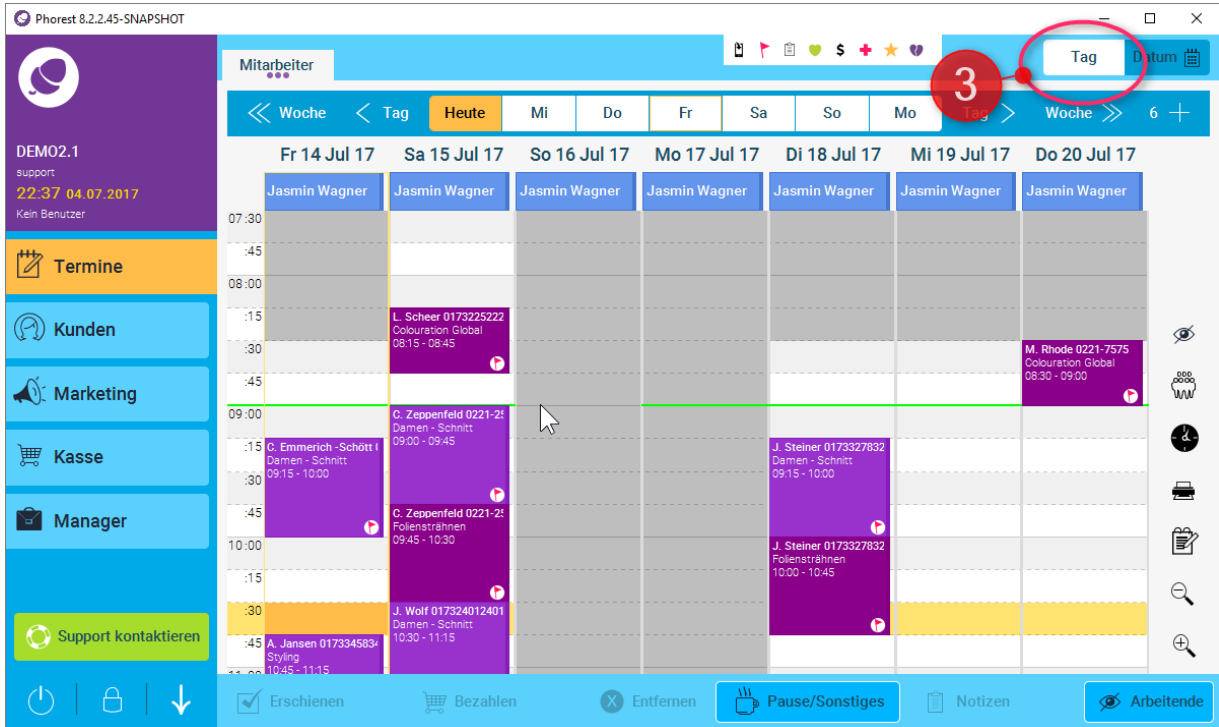 Phorest 8.2.2.45-SNAPSHOT
Mitarbeiter
Tag
Datum
3
Woche Tag Heute Mi Do Fr Sa So Mo Tag Woche 6
DEMO2.1
support
22:37 04.07.2017
Kein Benutzer
Termine
Kunden
Marketing
Kasse
Manager
Support kontaktieren
Fr 14 Jul 17 Sa 15 Jul 17 So 16 Jul 17 Mo 17 Jul 17 Di 18 Jul 17 Mi 19 Jul 17 Do 20 Jul 17
Jasmin Wagner Jasmin Wagner Jasmin Wagner Jasmin Wagner Jasmin Wagner Jasmin Wagner Jasmin Wagner
07:30
:45
08:00
:15
:30
:45
09:00
:15
:30
:45
10:00
:15
:30
:45
11:00
C. Emmerich -Schött
Damen - Schnitt
09:15 - 10:00
A. Jansen 0173345834
Styling
10:45 - 11:15
L. Scheer 0173225222
Colouration Global
08:15 - 08:45
C. Zeppenfeld 0221-25
Damen - Schnitt
09:00 - 09:45
C. Zeppenfeld 0221-25
Foliensträhnen
09:45 - 10:30
J. Wolf 017324012401
Damen - Schnitt
10:30 - 11:15
J. Steiner 0173327832
Damen - Schnitt
09:15 - 10:00
J. Steiner 0173327832
Foliensträhnen
10:00 - 10:45
M. Rhode 0221-7575
Colouration Global
08:30 - 09:00
Erschienen Bezahlen Entfernen Pause/Sonstiges Notizen Arbeitende